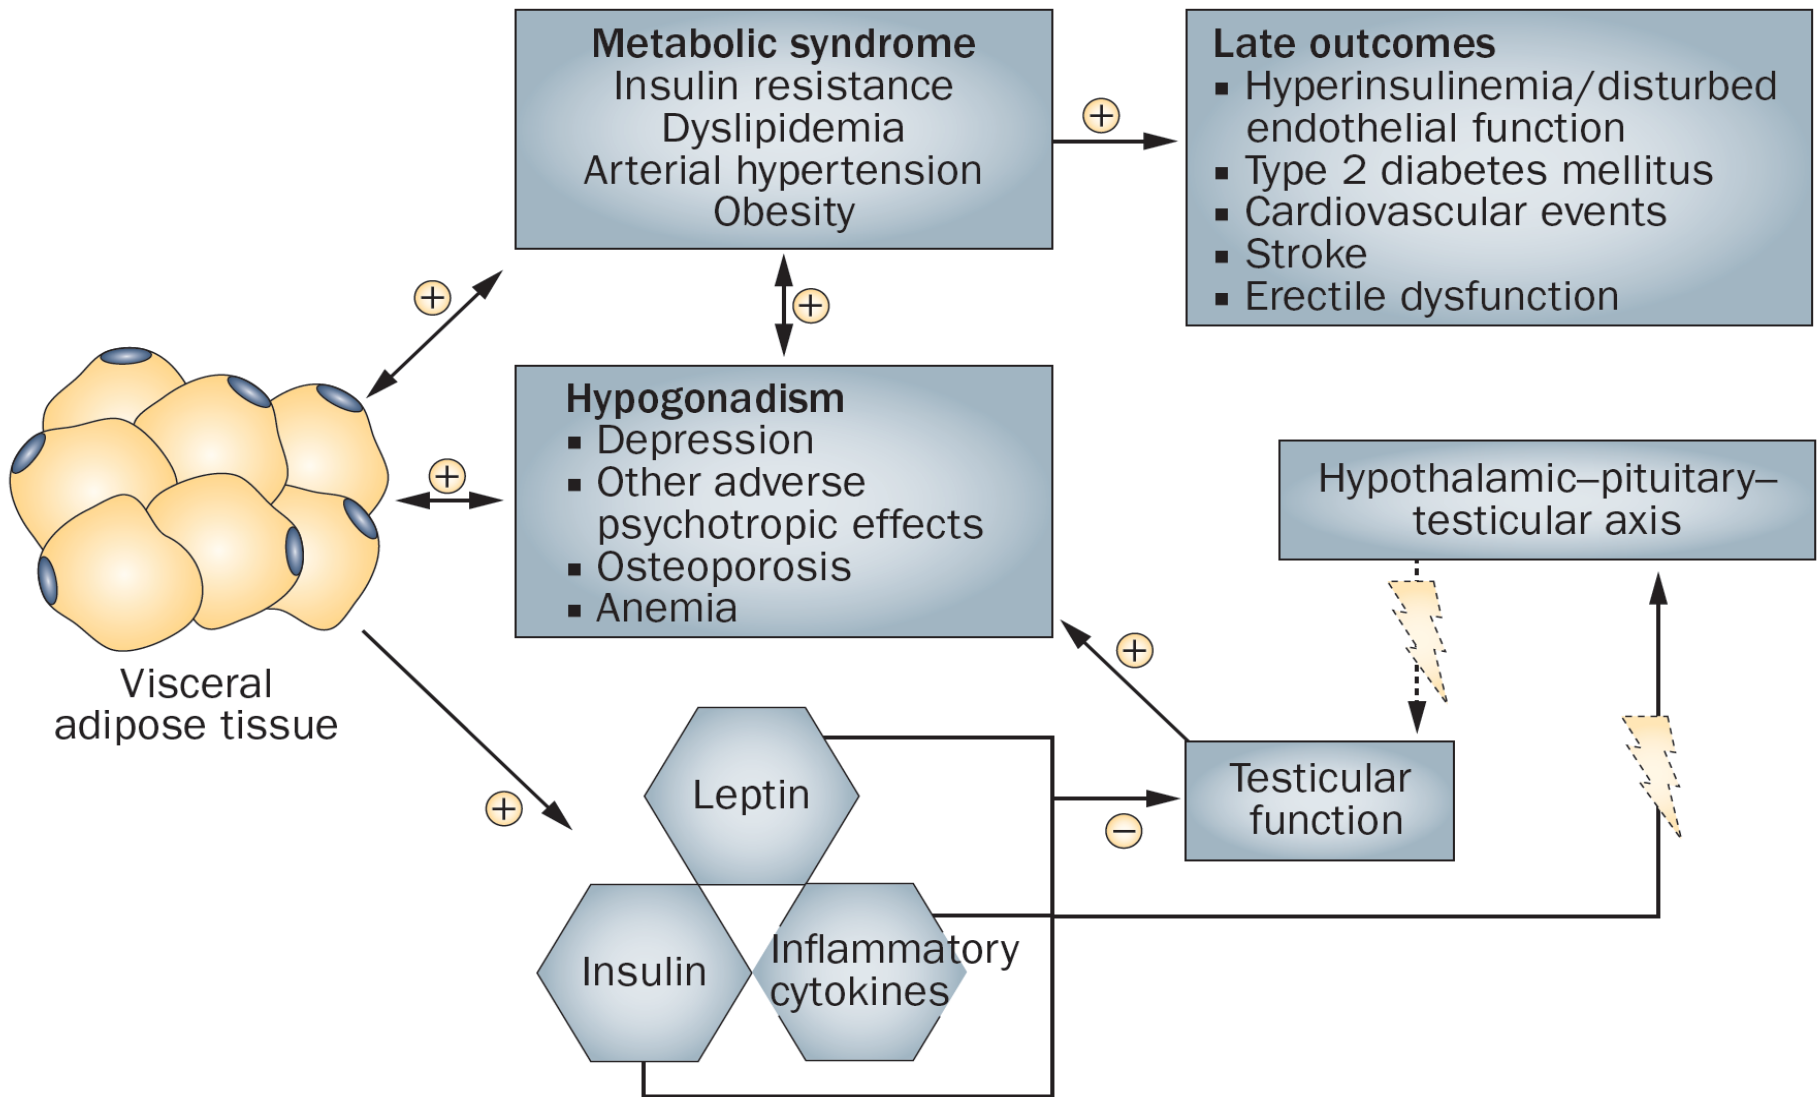 Metabolic syndrome
Insulin resistance
Dyslipidemia
Arterial hypertension
Obesity
+
Late outcomes
▪ Hyperinsulinemia/disturbed
endothelial function
▪ Type 2 diabetes mellitus
▪ Cardiovascular events
▪ Stroke
▪ Erectile dysfunction
+
+
Hypogonadism
▪ Depression
▪ Other adverse
psychotropic effects
▪ Osteoporosis
▪ Anemia
+
Hypothalamic–pituitary–
testicular axis
Visceral
adipose tissue
+
+
Leptin
Insulin
Inflammatory
cytokines
−
Testicular
function